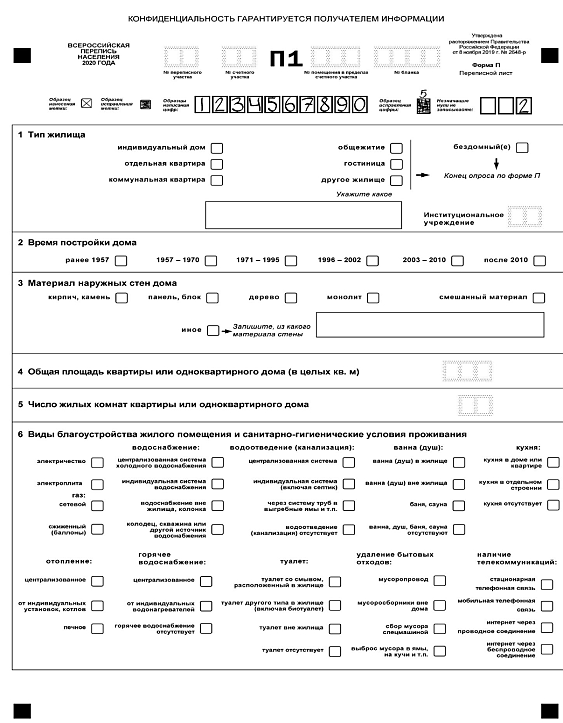 КОНФИДЕНЦИАЛЬНОСТЬ ГАРАНТИРУЕТСЯ ПОЛУЧАТЕЛЕМ ИНФОРМАЦИИ
ВСЕРОССИЙСКАЯ
ПЕРЕПИСЬ
НАСЕЛЕНИЯ
2020 ГОДА
№ переписного
участка
№ счетного
участка
П1
№ помещения в пределах
счетного участка
№ бланка
Утверждена
распоряжением Правительства
Российской Федерации
от 8 ноября 2019 г. № 2648-р
Форма П
Переписной лист
Образец
нанесения
метки:
Образец
исправления
метки:
Образцы
написания
цифр:
1 2 3 4 5 6 7 8 9 0
Образец
исправления
цифры:
5
Незначащие
нули не
записывать:
2
1 Тип жилища
индивидуальный дом
общежитие
бездомный(е)
отдельная квартира
гостиница
коммунальная квартира
другое жилище
Конец опроса по форме П
Укажите какое
Институциональное
учреждение
2 Время постройки дома
ранее 1957
1957 – 1970
1971 – 1995
1996 – 2002
2003 – 2010
после 2010
3 Материал наружных стен дома
кирпич, камень
панель, блок
дерево
монолит
смешанный материал
иное
Запишите, из какого
материала стены
4 Общая площадь квартиры или одноквартирного дома (в целых кв. м)
5 Число жилых комнат квартиры или одноквартирного дома
6 Виды благоустройства жилого помещения и санитарно-гигиенические условия проживания
электричество
электроплита
газ:
сетевой
сжиженный
(баллоны)
водоснабжение:
централизованная система
холодного водоснабжения
индивидуальная система
водоснабжения
водоснабжение вне
жилища, колонка
колодец, скважина или
другой источник
водоснабжения
водоотведение (канализация):
централизованная система
индивидуальная система
(включая септик)
через систему труб в
выгребные ямы и т.п.
водоотведение
(канализация) отсутствует
ванна (душ):
ванна (душ) в жилище
ванна (душ) вне жилища
баня, сауна
ванна, душ, баня, сауна
отсутствуют
кухня:
кухня в доме или
квартире
кухня в отдельном
строении
кухня отсутствует
отопление:
централизованное
от индивидуальных
установок, котлов
печное
горячее
водоснабжение:
централизованное
от индивидуальных
водонагревателей
горячее водоснабжение
отсутствует
туалет:
туалет со смывом,
расположенный в жилище
туалет другого типа в жилище
(включая биотуалет)
туалет вне жилища
туалет отсутствует
удаление бытовых
отходов:
мусоропровод
мусоросборники вне
дома
сбор мусора
спецмашиной
выброс мусора в ямы,
на кучи и т.п.
наличие
телекоммуникаций:
стационарная
телефонная связь
мобильная телефонная
связь
интернет через
проводное соединение
интернет через
беспроводное
соединение